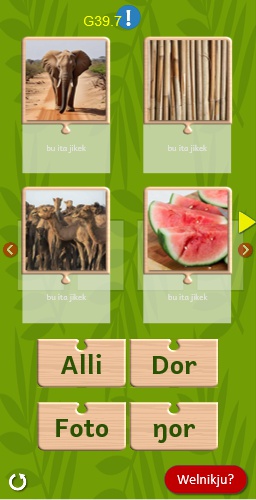 G39.7
bu ita jikek
bu ita jikek
bu ita jikek
bu ita jikek
Alli
Dor
Foto
ŋor
Welnikju?